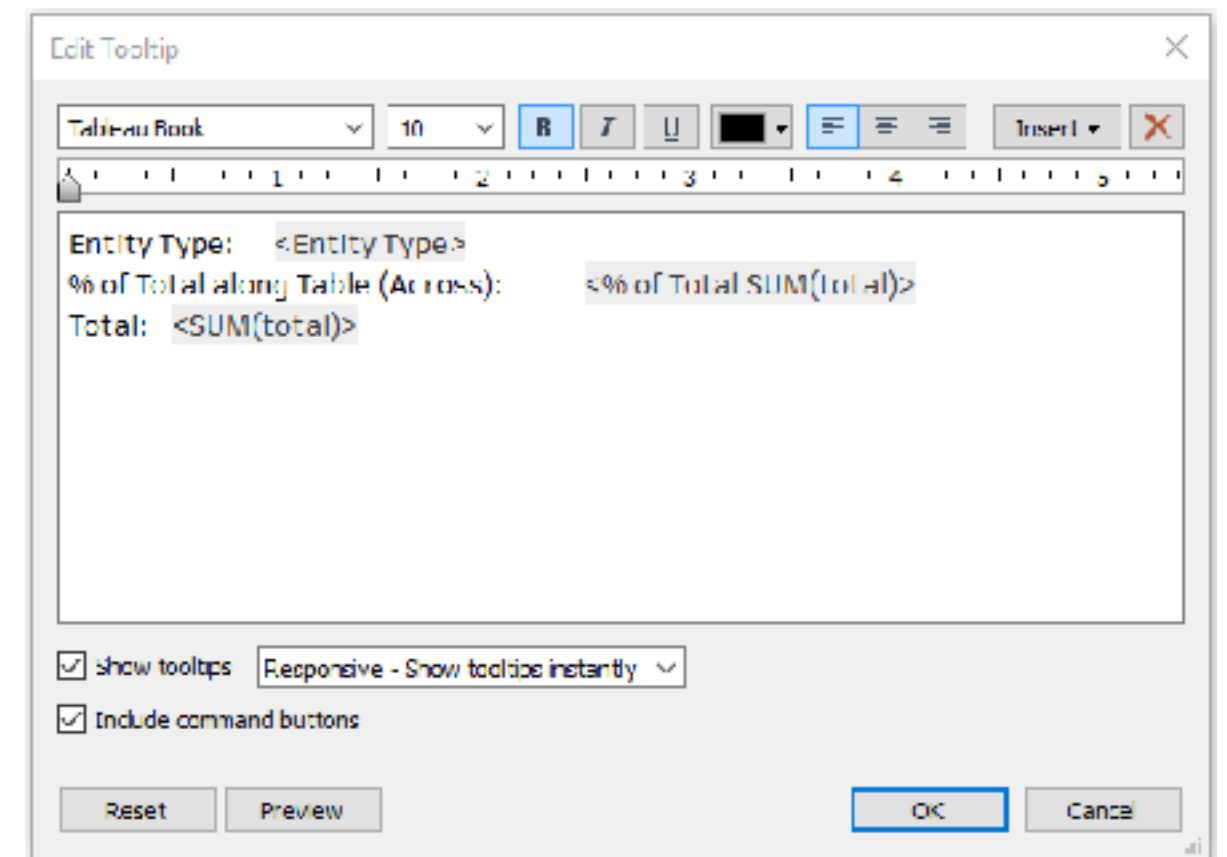 Edit Tooltip
Tableau Book 10 B I U Insert
1 2 3 4 5
Entity Type: <Entity Type>
% of Total along Table (Across): <% of Total SUM(total)>
Total: <SUM(total)>
Show tooltips Responsive - Show tooltips instantly
Include command buttons
Reset Preview OK Cancel